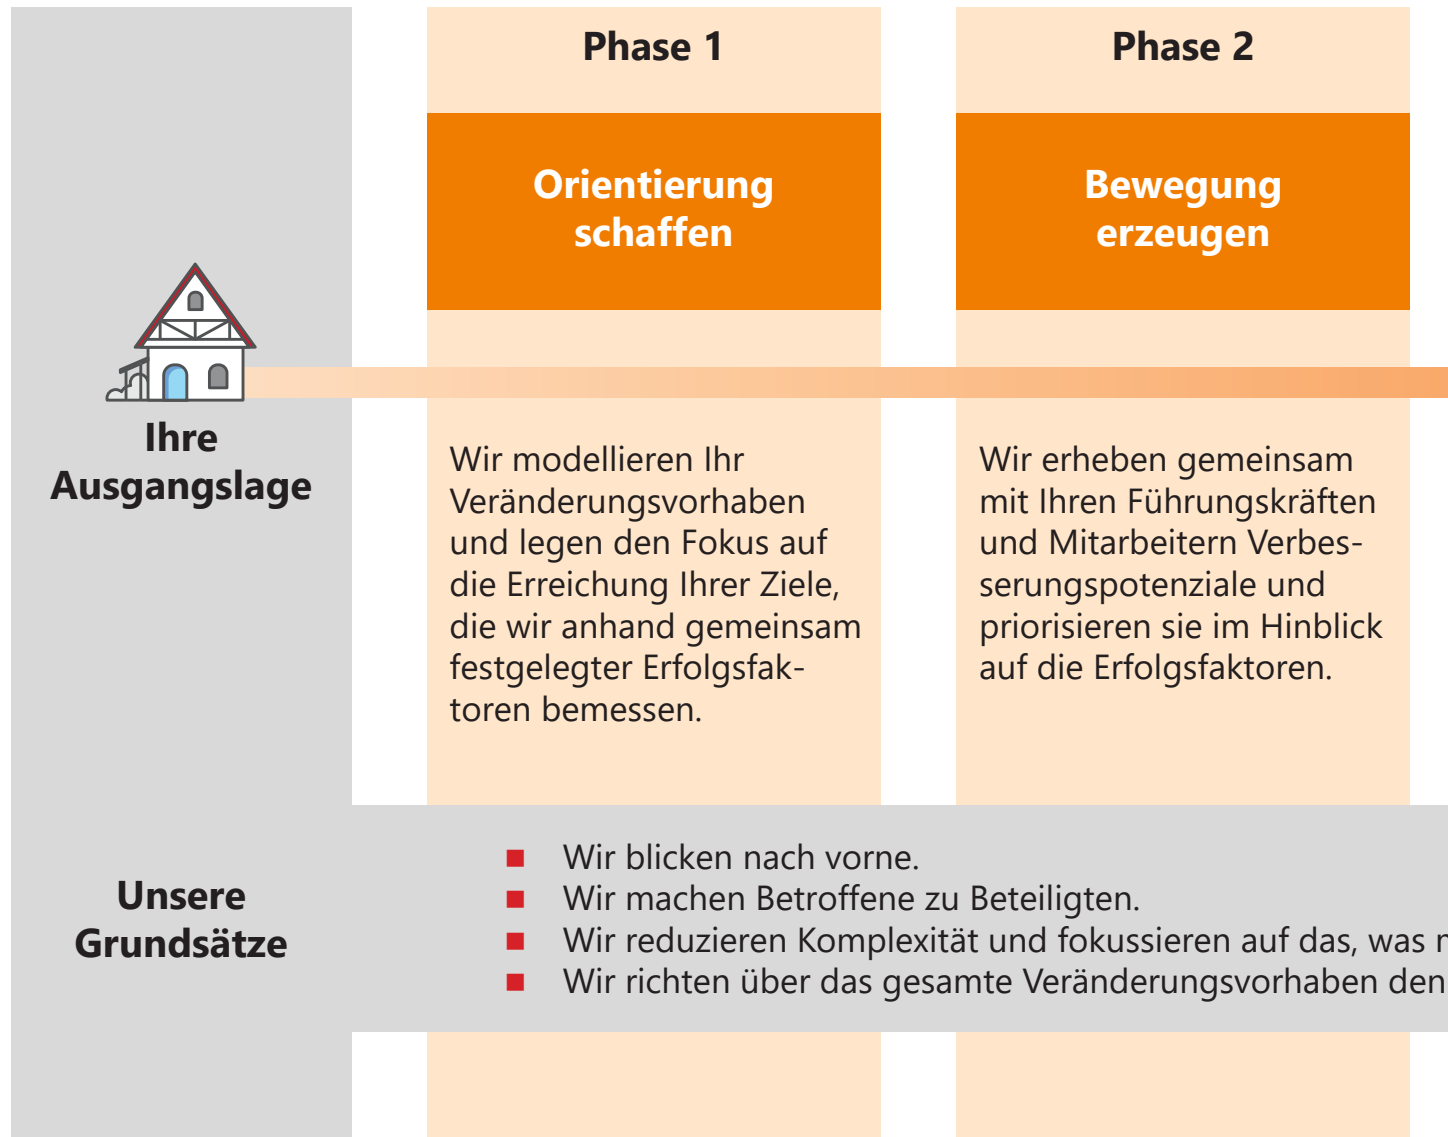 Phase 1
Phase 2
Orientierung
schaffen
Bewegung
erzeugen
Ihre
Ausgangslage
Wir modellieren Ihr
Veränderungsvorhaben
und legen den Fokus auf
die Erreichung Ihrer Ziele,
die wir anhand gemeinsam
festgelegter Erfolgsfak-
toren bemessen.
Wir erheben gemeinsam
mit Ihren Führungskräften
und Mitarbeitern Verbes-
serungspotenziale und
priorisieren sie im Hinblick
auf die Erfolgsfaktoren.
Unsere
Grundsätze
Wir blicken nach vorne.
Wir machen Betroffene zu Beteiligten.
Wir reduzieren Komplexität und fokussieren auf das, was
Wir richten über das gesamte Veränderungsvorhaben den